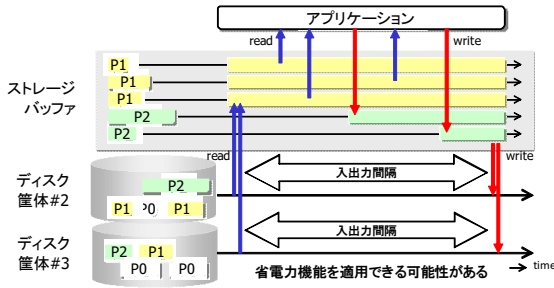 アプリケーション
read
write
P1
P1
P1
P2
P2
ストレージ
バッファ
read
write
入出力間隔
ディスク
筐体#2
P2
P1
P0
P1
入出力間隔
ディスク
筐体#3
P2
P1
P0
P0
省電力機能を適用できる可能性がある
time